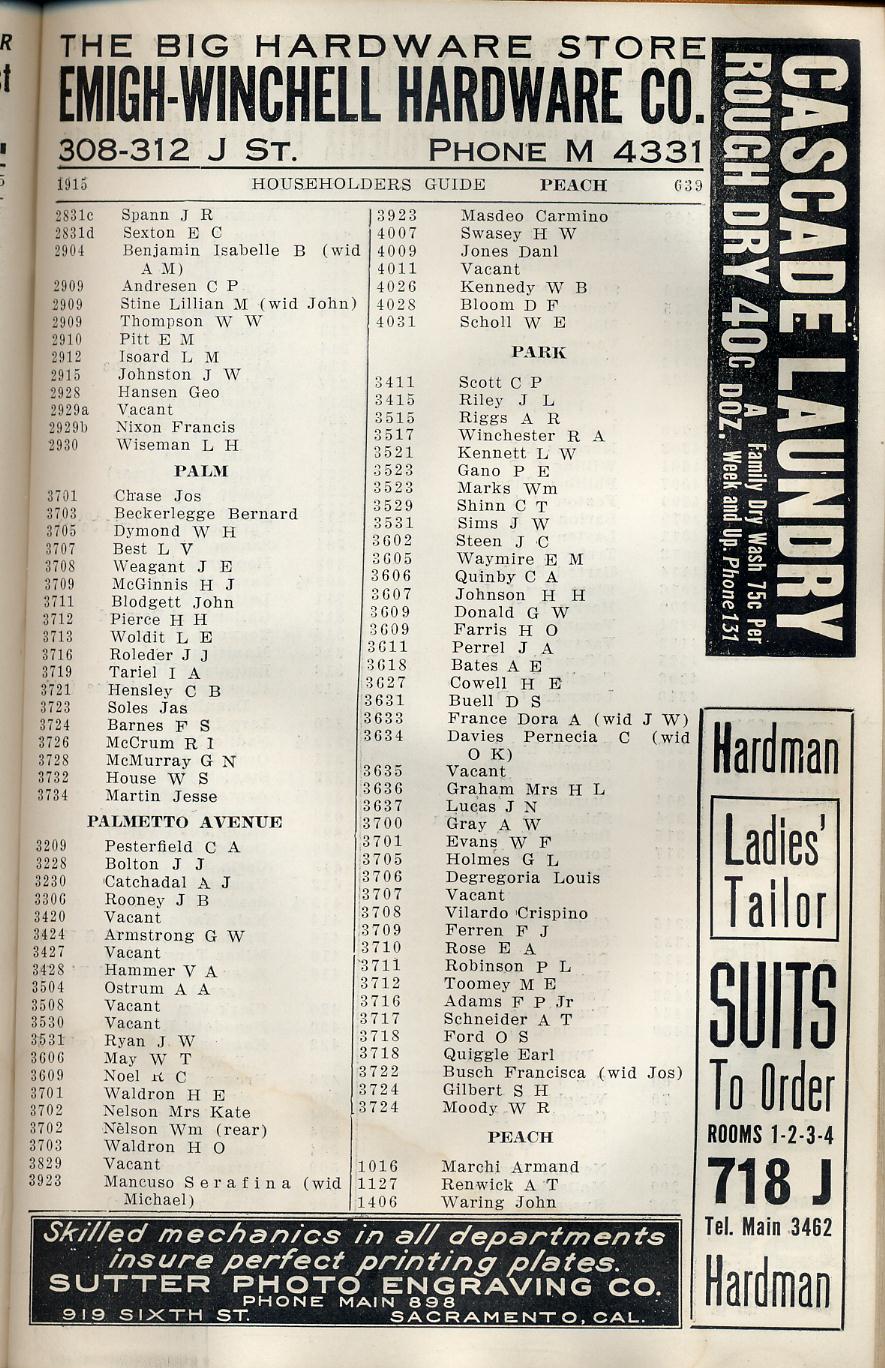 THE BIG HARDWARE STORE
EMIGH-WINCHELL HARDWARE CO.
308-312 J ST. PHONE M 4331
1915 HOUSEHOLDERS GUIDE PEACH 639
2831c Spann J R
2831d Sexton E C
2904 Benjamin Isabelle B (wid
A M)
2909 Andresen C P
2909 Stine Lillian M (wid John)
2909 Thompson W W
2910 Pitt E M
2912 Isoard L M
2915 Johnston J W
2928 Hansen Geo
2929a Vacant
2929b Nixon Francis
2930 Wiseman L H
PALM
3701 Chase Jos
3703 Beckerlegge Bernard
3705 Dymond W H
3707 Best L V
3708 Weagant J E
3709 McGinnis H J
3711 Blodgett John
3712 Pierce H H
3713 Woldit L E
3716 Roleder J J
3719 Tariel I A
3721 Hensley C B
3723 Soles Jas
3724 Barnes F S
3726 McCrum R I
3728 McMurray G N
3732 House W S
3734 Martin Jesse
PALMETTO AVENUE
3209 Pesterfield C A
3228 Bolton J J
3230 Catchadal A J
3306 Rooney J B
3420 Vacant
3424 Armstrong G W
3427 Vacant
3428 Hammer V A
3504 Ostrum A A
3508 Vacant
3530 Vacant
3531 Ryan J W
3606 May W T
3609 Noel R C
3701 Waldron H E
3702 Nelson Mrs Kate
3702 Nelson Wm (rear)
3703 Waldron H O
3829 Vacant
3923 Mancuso Serafina (wid
Michael)
3923 Masdeo Carmino
4007 Swasey H W
4009 Jones Danl
4011 Vacant
4026 Kennedy W B
4028 Bloom D F
4031 Scholl W E
PARK
3411 Scott C P
3415 Riley J L
3515 Riggs A R
3517 Winchester R A
3521 Kennett L W
3523 Gano P E
3523 Marks Wm
3529 Shinn C T
3531 Sims J W
3602 Steen J C
3605 Waymire E M
3606 Quinby C A
3607 Johnson H H
3609 Donald G W
3609 Farris H O
3611 Perrel J A
3618 Bates A E
3627 Cowell H E
3631 Buell D S
3633 France Dora A (wid J W)
3634 Davies Pernecia C (wid
O K)
3635 Vacant
3636 Graham Mrs H L
3637 Lucas J N
3700 Gray A W
3701 Evans W F
3705 Holmes G L
3706 Degregoria Louis
3707 Vacant
3708 Vilardo Crispino
3709 Ferren F J
3710 Rose E A
3711 Robinson P L
3712 Toomey M E
3716 Adams F P Jr
3717 Schneider A T
3718 Ford O S
3718 Quiggle Earl
3722 Busch Francisca (wid Jos)
3724 Gilbert S H
3724 Moody W R
PEACH
1016 Marchi Armand
1127 Renwick A T
1406 Waring John
CASCADE LAUNDRY
ROUGH DRY 40c DOZ.
A Family Dry Wash 75c Per
Week and Up. Phone 131
Hardman
Ladies'
Tailor
SUITS
To Order
ROOMS 1-2-3-4
718 J
Tel. Main 3462
Hardman
Skilled mechanics in all departments
insure perfect printing plates.
SUTTER PHOTO ENGRAVING CO.
PHONE MAIN 898
919 SIXTH ST. SACRAMENTO, CAL.